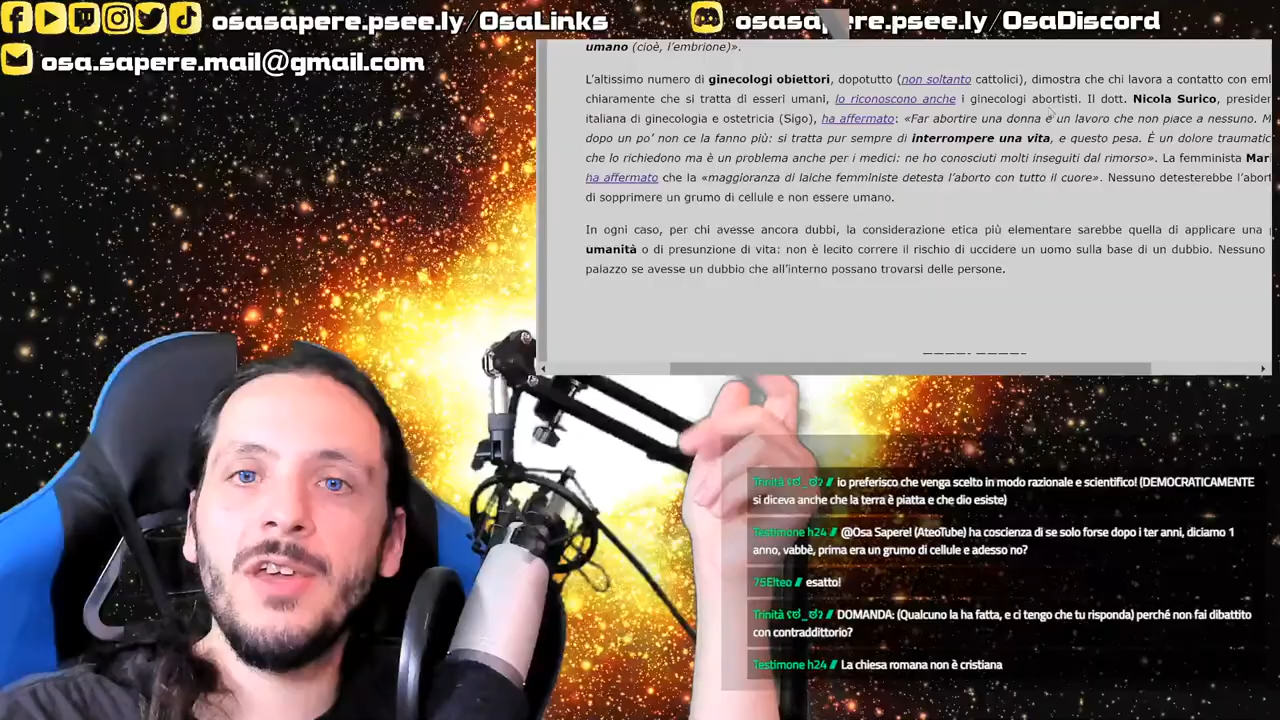 osasapere.psee.ly/OsaLinks
osa.sapere.mail@gmail.com
osasapere.psee.ly/OsaDiscord
umano (cioè, l'embrione)».
L'altissimo numero di ginecologi obiettori, dopotutto (non soltanto cattolici), dimostra che chi lavora a contatto con
chiaramente che si tratta di esseri umani, lo riconoscono anche i ginecologi abortisti. Il dott. Nicola Surico,
italiana di ginecologia e ostetricia (Sigo), ha affermato: «Far abortire una donna è un lavoro che non piace a nessuno.
dopo un po' non ce la fanno più: si tratta pur sempre di interrompere una vita, e questo pesa. È un dolore
che lo richiedono ma è un problema anche per i medici: ne ho conosciuti molti inseguiti dal rimorso». La femminista
ha affermato che la «maggioranza di laiche femministe detesta l'aborto con tutto il cuore». Nessuno detesterebbe
di sopprimere un grumo di cellule e non essere umano.
In ogni caso, per chi avesse ancora dubbi, la considerazione etica più elementare sarebbe quella di applicare una
umanità o di presunzione di vita: non è lecito correre il rischio di uccidere un uomo sulla base di un dubbio. Nessuno
palazzo se avesse un dubbio che all'interno possano trovarsi delle persone.
Trinità ʕಠ_ಠʔ // io preferisco che venga scelto in modo razionale e scientifico! (DEMOCRATICAMENTE
si diceva anche che la terra è piatta e che dio esiste)
Testimone h24 // @Osa Sapere! (AteoTube) ha coscienza di se solo forse dopo i ter anni, diciamo 1
anno, vabbè, prima era un grumo di cellule e adesso no?
75Elteo // esatto!
Trinità ʕಠ_ಠʔ // DOMANDA: (Qualcuno la ha fatta, e ci tengo che tu risponda) perché non fai dibattito
con contraddittorio?
Testimone h24 // La chiesa romana non è cristiana